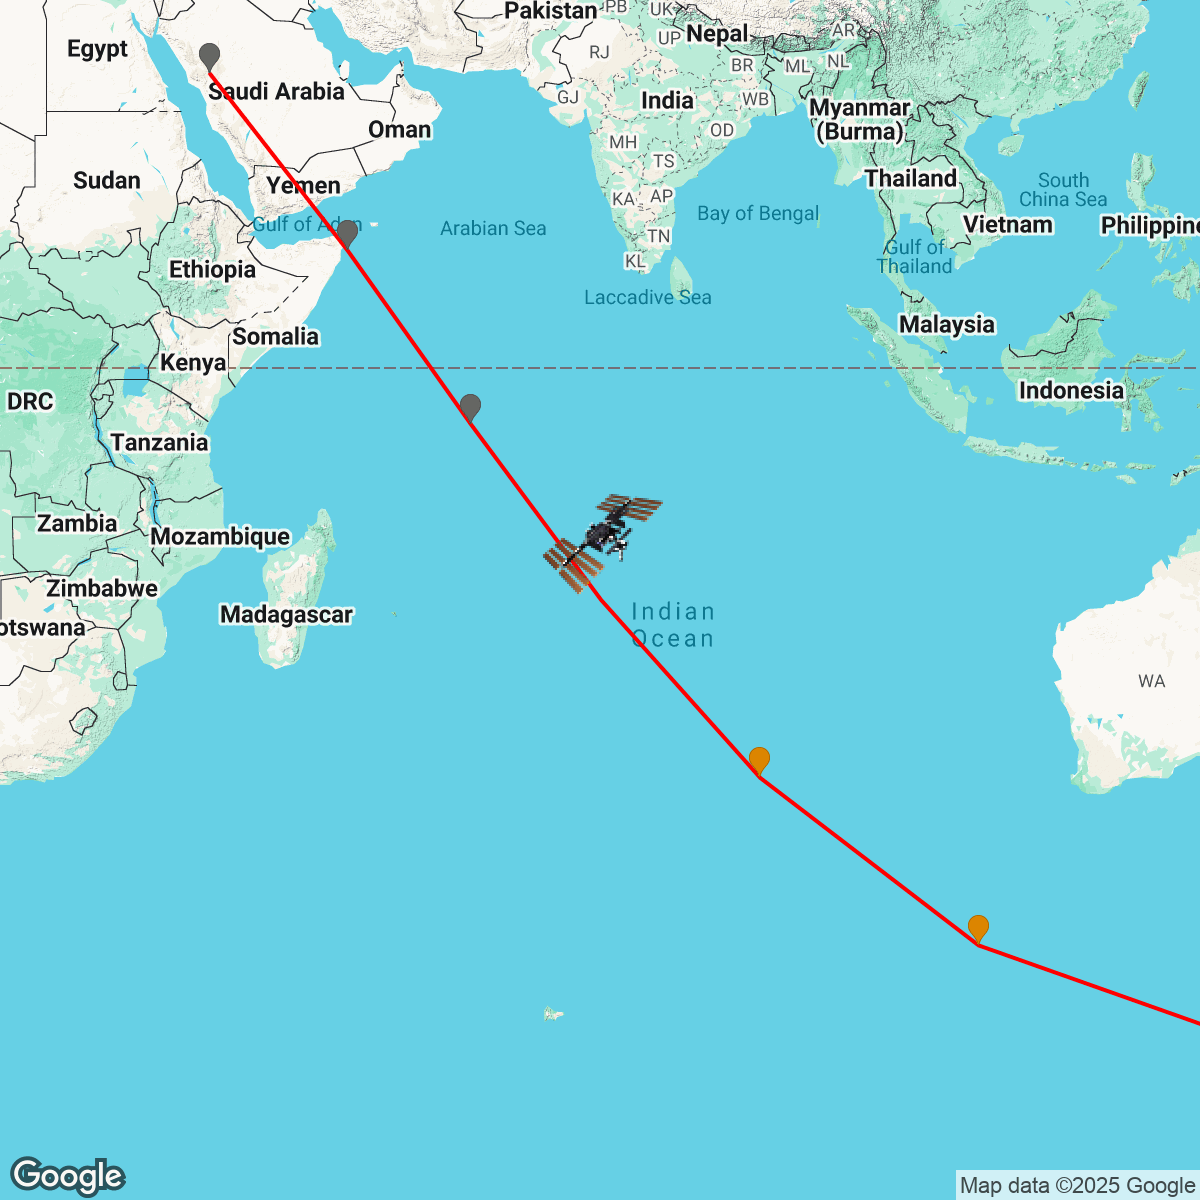 Pakistan
PB
UK
Egypt
Nepal
AR
RJ
UP
BR
ML
NL
Saudi Arabia
GJ
India
WB
Myanmar
(Burma)
Oman
MH
OD
TS
Sudan
Yemen
KA
AP
Thailand
South
China Sea
Gulf of Aden
Arabian Sea
TN
Bay of Bengal
Vietnam
Philippine
Ethiopia
KL
Gulf of
Thailand
Laccadive Sea
Somalia
Malaysia
Kenya
DRC
Indonesia
Tanzania
Zambia
Mozambique
Zimbabwe
Madagascar
Indian
Ocean
otswana
WA
Google
Map data ©2025 Google